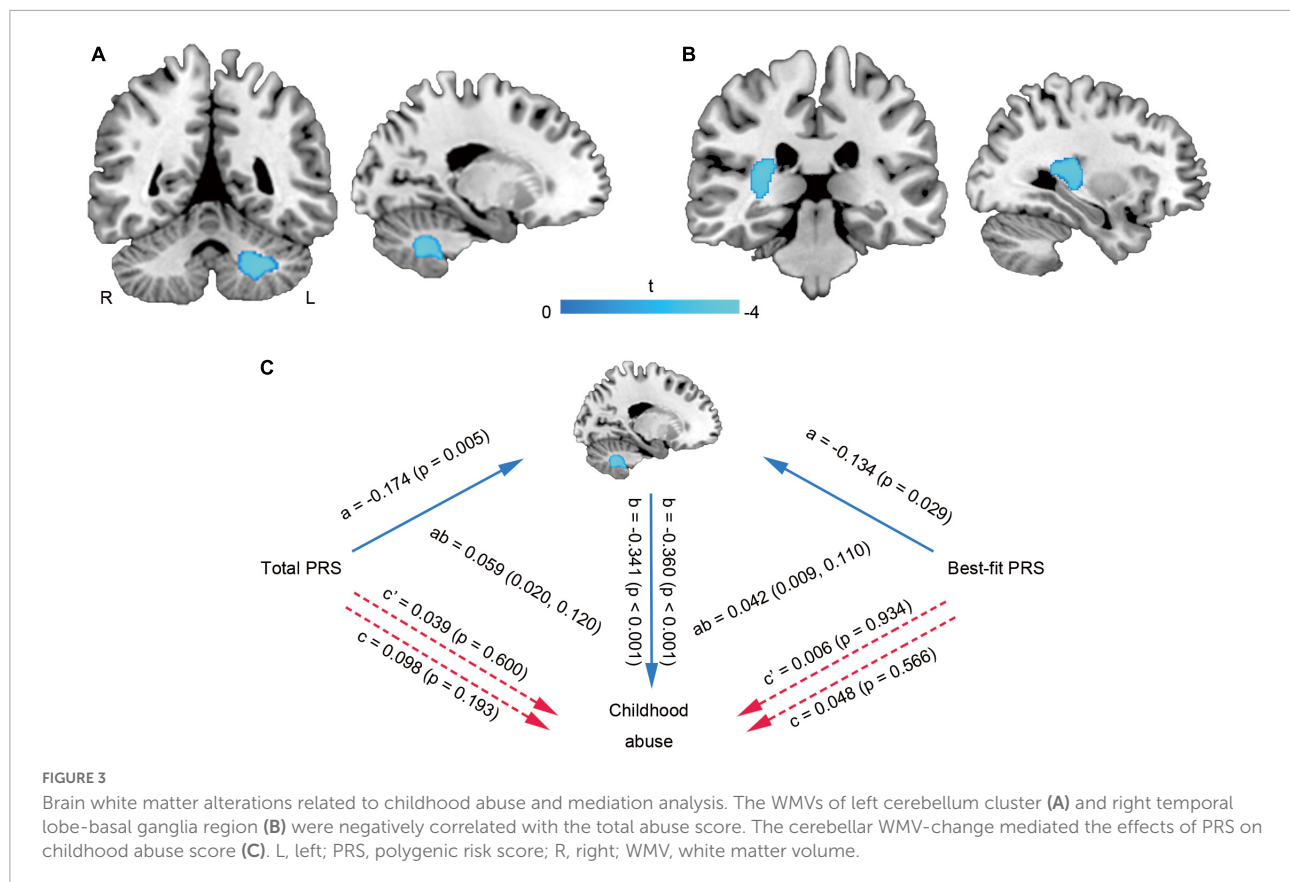 A
B
R
L
t
0
-4
C
a = -0.174 (p = 0.005)
a = -0.134 (p = 0.029)
b = -0.341 (p < 0.001)
b = -0.360 (p < 0.001)
ab = 0.059 (0.020, 0.120)
ab = 0.042 (0.009, 0.110)
Total PRS
Best-fit PRS
c’ = 0.039 (p = 0.600)
c = 0.098 (p = 0.193)
c’ = 0.006 (p = 0.934)
c = 0.048 (p = 0.566)
Childhood
abuse
FIGURE 3
Brain white matter alterations related to childhood abuse and mediation analysis. The WMVs of left cerebellum cluster (A) and right temporal
lobe-basal ganglia region (B) were negatively correlated with the total abuse score. The cerebellar WMV-change mediated the effects of PRS on
childhood abuse score (C). L, left; PRS, polygenic risk score; R, right; WMV, white matter volume.